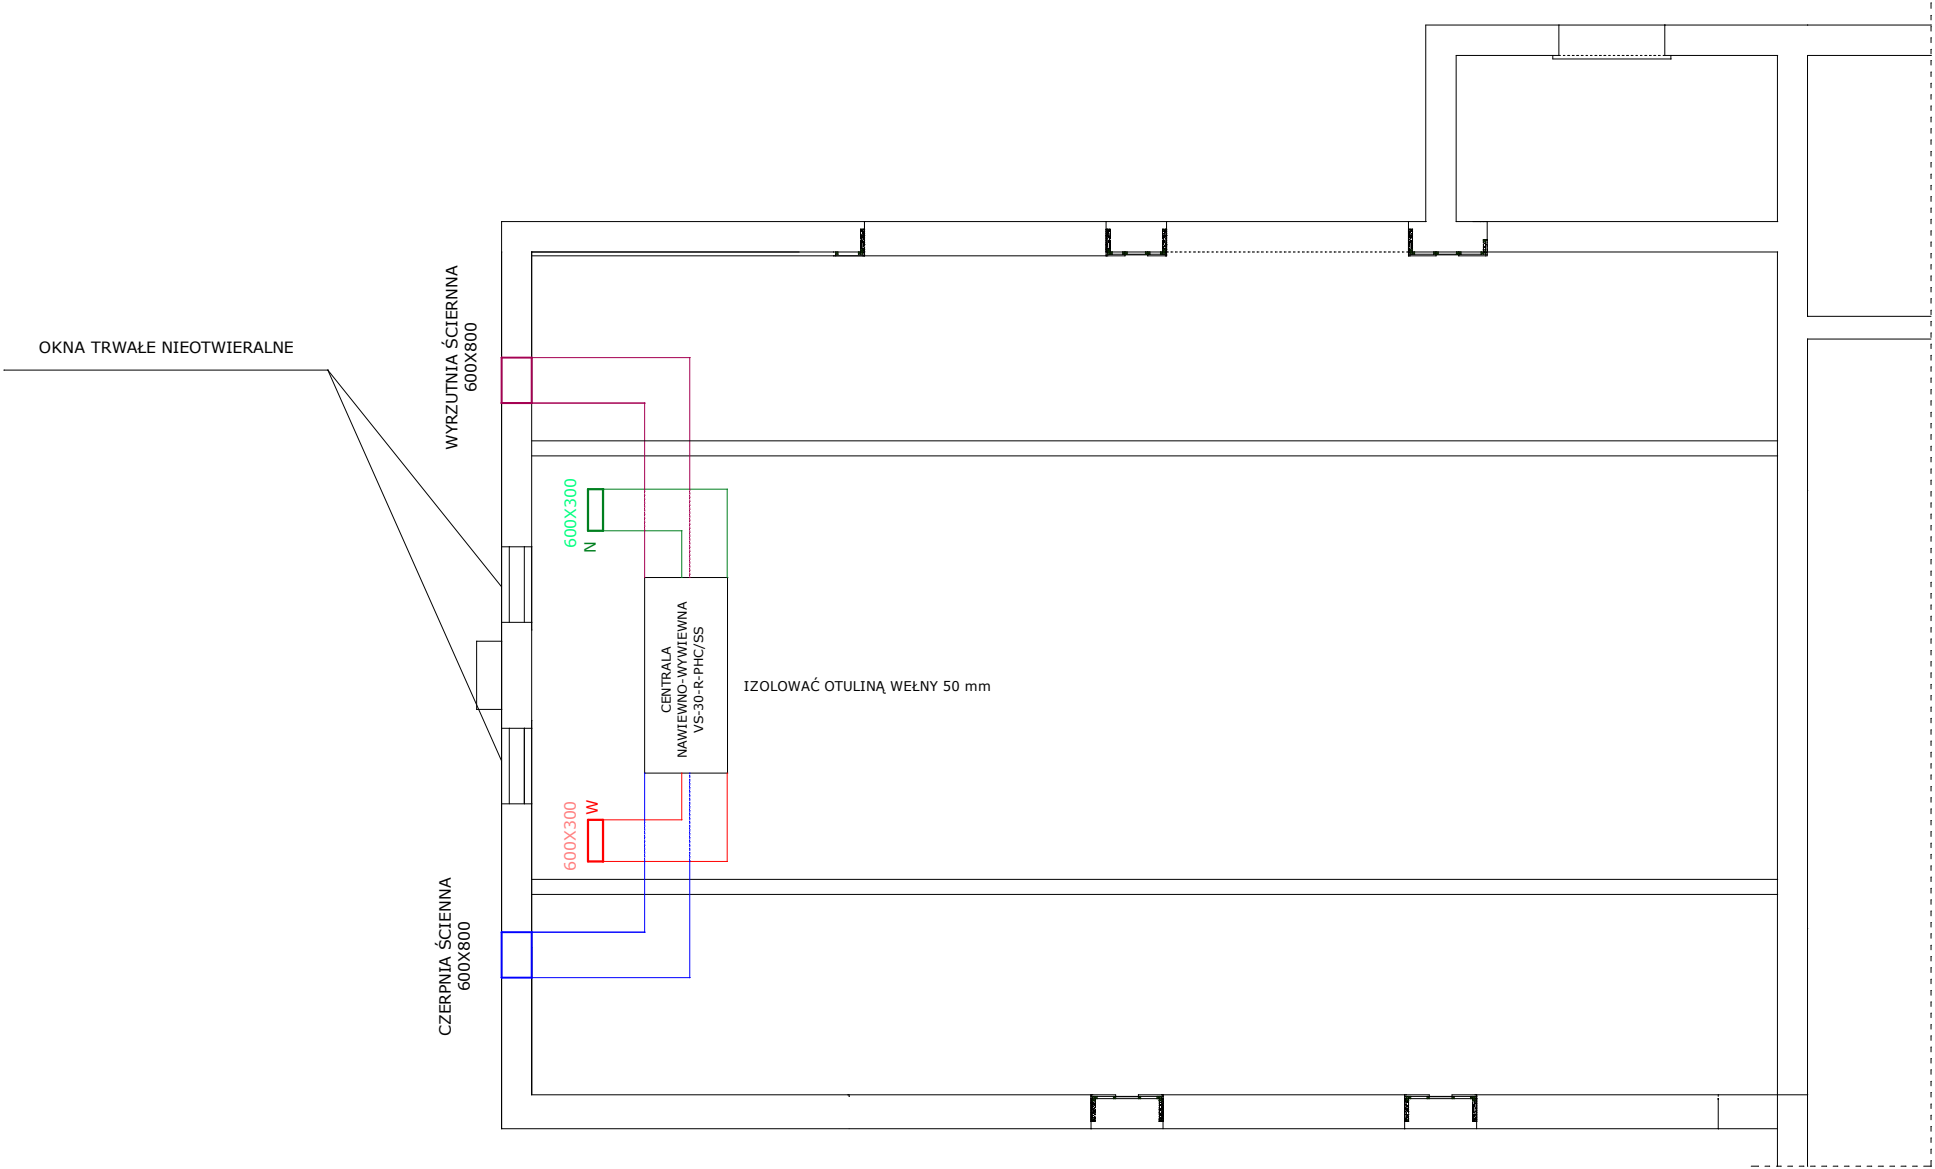 OKNA TRWAŁE NIEOTWIERALNE
WYRZUTNIA ŚCIERNNA
600X800
600X300
N
CENTRALA
NAWIEWNO-WYWIEWNA
VS-30-R-PHC/SS
IZOLOWAĆ OTULINĄ WEŁNY 50 mm
W
600X300
CZERPNIA ŚCIENNA
600X800